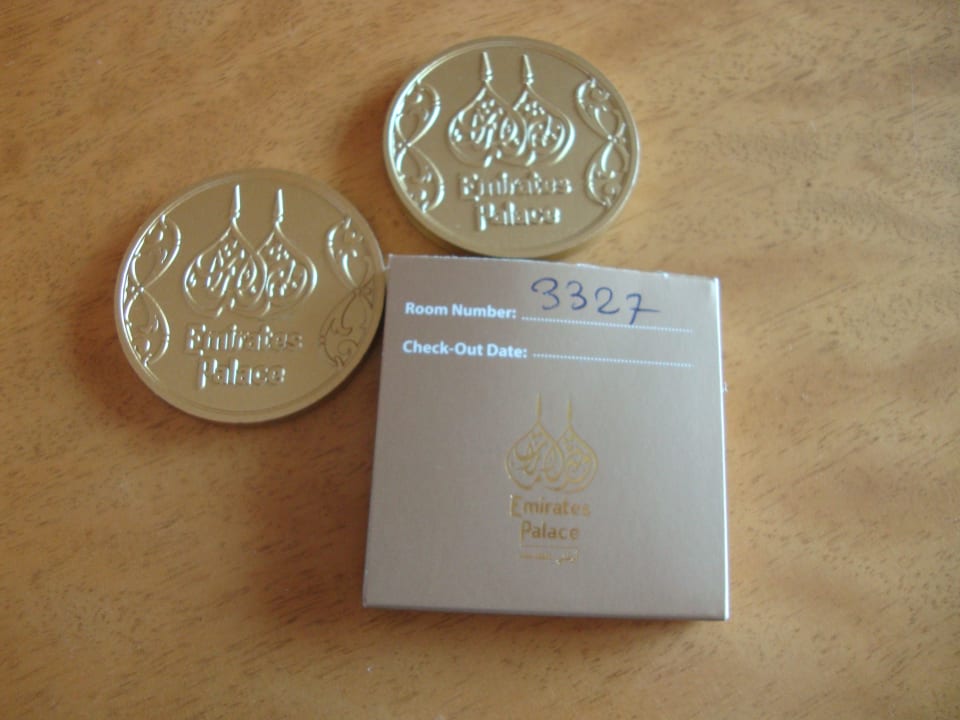 Emirates
Palace
Emirates
Palace
Room Number: 3327
Check-Out Date:
Emirates
Palace